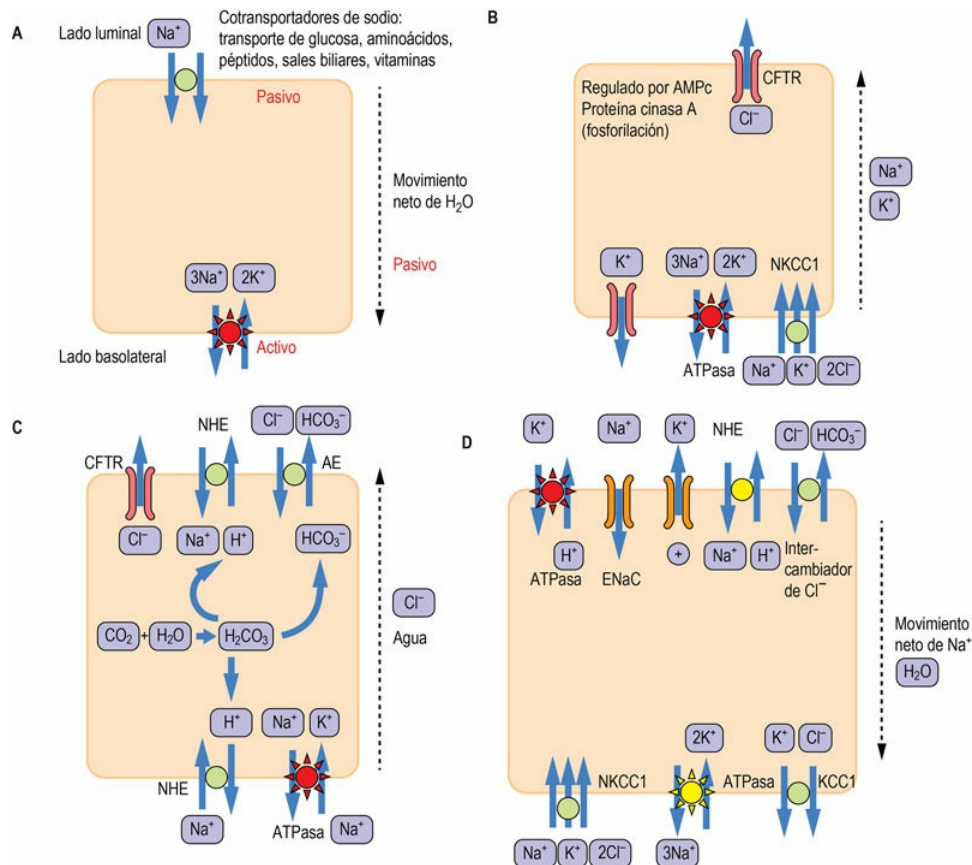 A
Lado luminal
Na⁺
Cotransportadores de sodio:
transporte de glucosa, aminoácidos,
péptidos, sales biliares, vitaminas
Pasivo
Movimiento
neto de H₂O
Pasivo
3Na⁺ 2K⁺
Activo
Lado basolateral
B
CFTR
Regulado por AMPc
Proteína cinasa A
(fosforilación)
Cl⁻
Na⁺
K⁺
K⁺
3Na⁺ 2K⁺
NKCC1
ATPasa
Na⁺ K⁺ 2Cl⁻
C
CFTR
NHE
Cl⁻ HCO₃⁻
AE
Cl⁻
Na⁺ H⁺
HCO₃⁻
CO₂ + H₂O
H₂CO₃
Cl⁻
Agua
H⁺
Na⁺ K⁺
NHE
Na⁺
ATPasa
Na⁺
D
K⁺
Na⁺
K⁺
NHE
Cl⁻ HCO₃⁻
H⁺
ATPasa
ENaC
+
Na⁺ H⁺
Inter-
cambiador
de Cl⁻
Movimiento
neto de Na⁺
H₂O
2K⁺
K⁺ Cl⁻
NKCC1
ATPasa
KCC1
Na⁺ K⁺ 2Cl⁻
3Na⁺